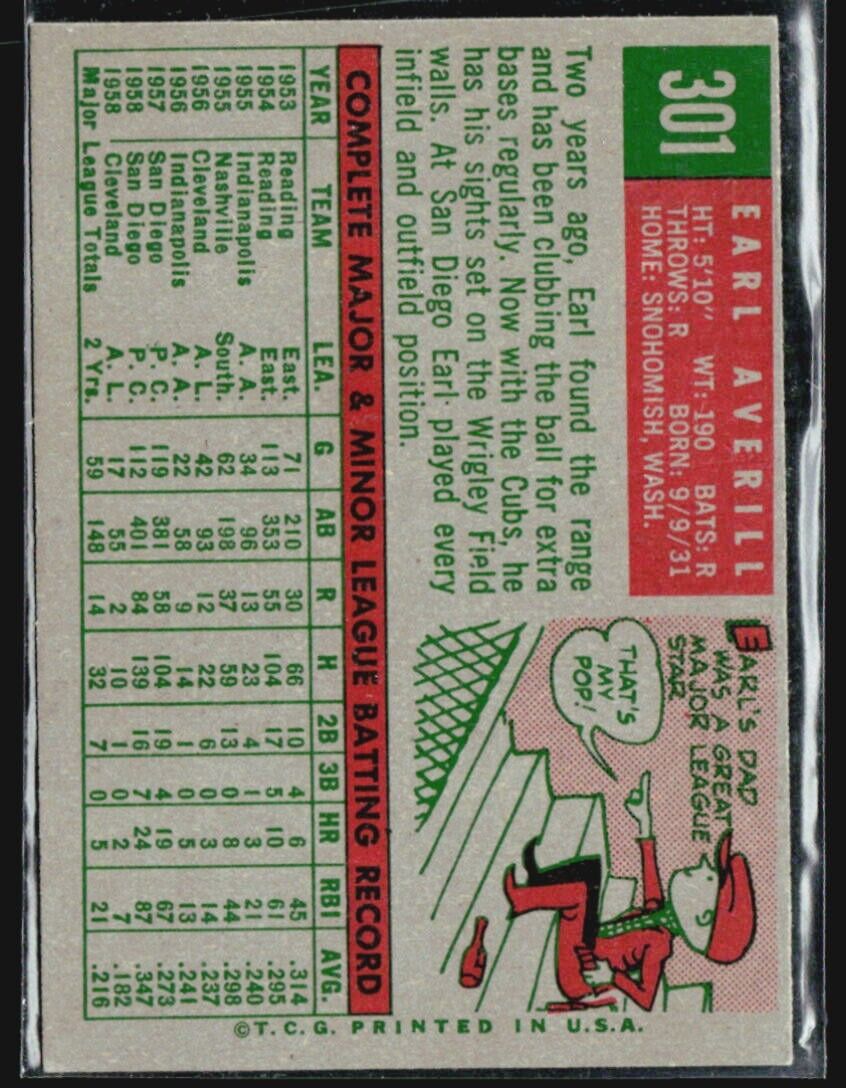 301
EARL AVERILL
HT: 5'10" WT: 190 BATS: R
THROWS: R BORN: 9/9/31
HOME: SNOHOMISH, WASH.
Two years ago, Earl found the range
and has been clubbing the ball for extra
bases regularly. Now with the Cubs, he
has his sights set on the Wrigley Field
walls. At San Diego Earl played every
infield and outfield position.
EARL'S DAD
WAS A GREAT
MAJOR LEAGUE
STAR
THAT'S
MY
POP!
COMPLETE MAJOR & MINOR LEAGUE BATTING RECORD
YEAR TEAM LEA. G AB R H 2B 3B HR RBI AVG.
1953 Reading East. 71 210 30 66 10 4 6 45 .314
1954 Reading East. 113 353 55 104 17 5 10 61 .295
1955 Indianapolis A. A. 34 96 13 23 4 1 3 21 .240
1955 Nashville South. 62 198 37 59 13 0 8 44 .298
1956 Cleveland A. L. 42 93 12 22 6 0 3 14 .237
1956 Indianapolis A. A. 22 58 9 14 1 0 5 13 .241
1957 San Diego P. C. 119 381 58 104 19 4 19 67 .273
1958 San Diego P. C. 112 401 84 139 16 7 24 87 .347
1958 Cleveland A. L. 17 55 2 10 1 0 2 7 .182
Major League Totals 2 Yrs. 59 148 14 32 7 0 5 21 .216
©T.C.G. PRINTED IN U.S.A.